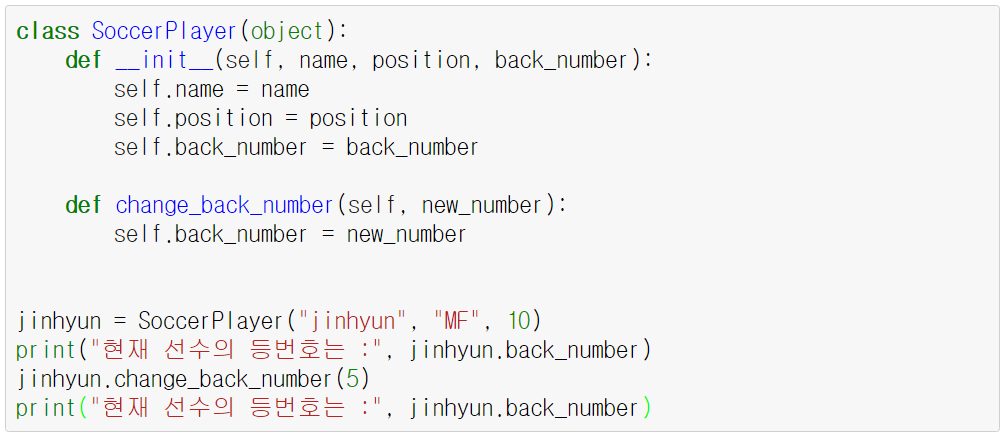 class SoccerPlayer(object):
    def __init__(self, name, position, back_number):
        self.name = name
        self.position = position
        self.back_number = back_number
    def change_back_number(self, new_number):
        self.back_number = new_number
jinhyun = SoccerPlayer("jinhyun", "MF", 10)
print("현재 선수의 등번호는 :", jinhyun.back_number)
jinhyun.change_back_number(5)
print("현재 선수의 등번호는 :", jinhyun.back_number)